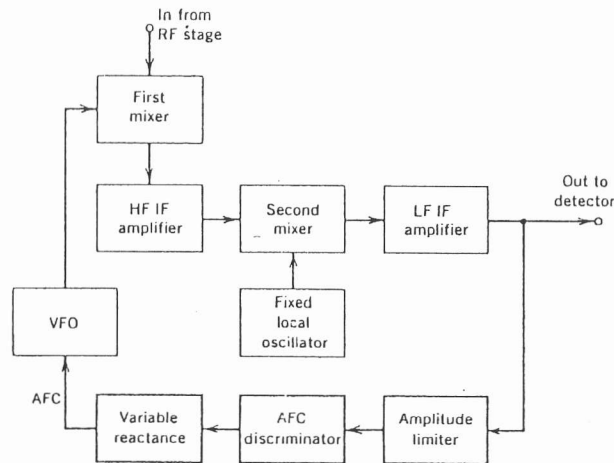 In from
RF stage
First
mixer
HF IF
amplifier
Second
mixer
LF IF
amplifier
Out to
detector
VFO
Fixed
local
oscillator
AFC
Variable
reactance
AFC
discriminator
Amplitude
limiter